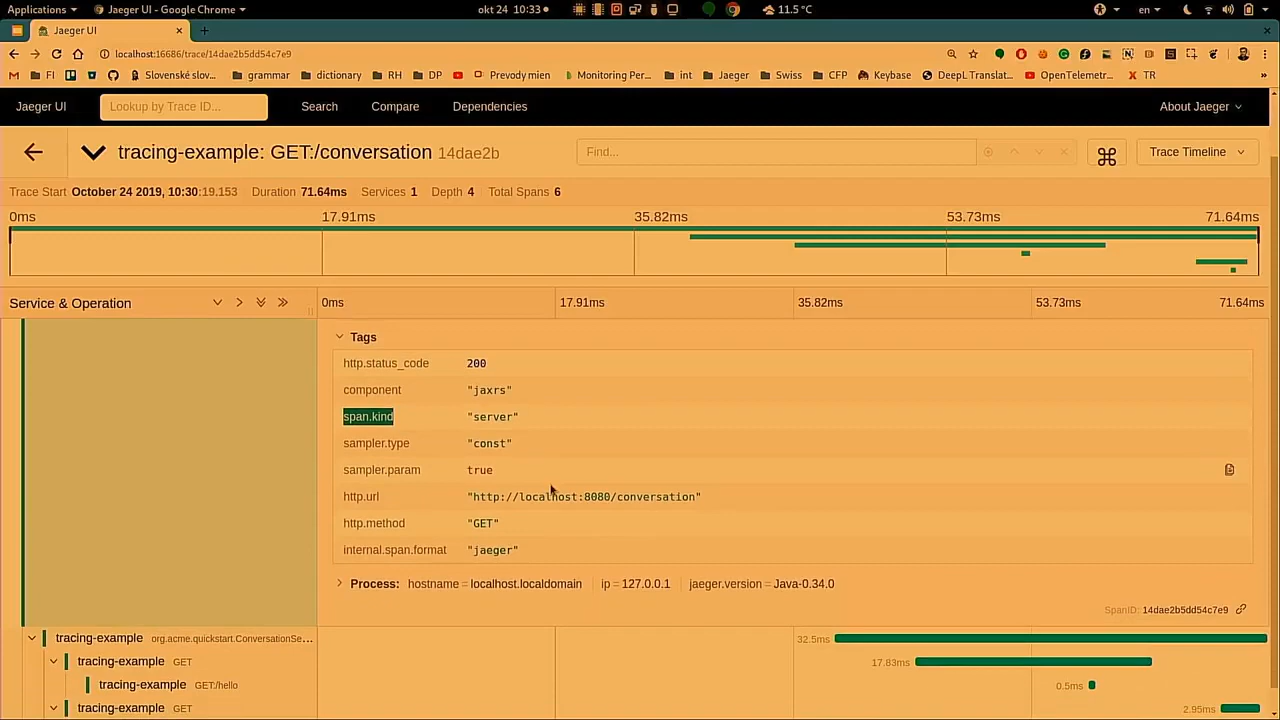 Applications Jaeger UI - Google Chrome okt 24 10:33 11.5 °C en
Jaeger UI
localhost:16686/trace/14dae2b5dd54c7e9
FI Slovenské slov... grammar dictionary RH DP Prevody mien Monitoring Per... int Jaeger Swiss CFP Keybase DeepL Translat... OpenTelemetr... TR »
Jaeger UI Lookup by Trace ID... Search Compare Dependencies About Jaeger
tracing-example: GET:/conversation 14dae2b Find... ⌘ Trace Timeline
Trace Start October 24 2019, 10:30:19.153 Duration 71.64ms Services 1 Depth 4 Total Spans 6
0ms 17.91ms 35.82ms 53.73ms 71.64ms
Service & Operation 0ms 17.91ms 35.82ms 53.73ms 71.64ms
Tags
http.status_code 200
component "jaxrs"
span.kind "server"
sampler.type "const"
sampler.param true
http.url "http://localhost:8080/conversation"
http.method "GET"
internal.span.format "jaeger"
Process: hostname = localhost.localdomain ip = 127.0.0.1 jaeger.version = Java-0.34.0
SpanID: 14dae2b5dd54c7e9
tracing-example org.acme.quickstart.ConversationSe... 32.5ms
tracing-example GET 17.83ms
tracing-example GET:/hello 0.5ms
tracing-example GET 2.95ms